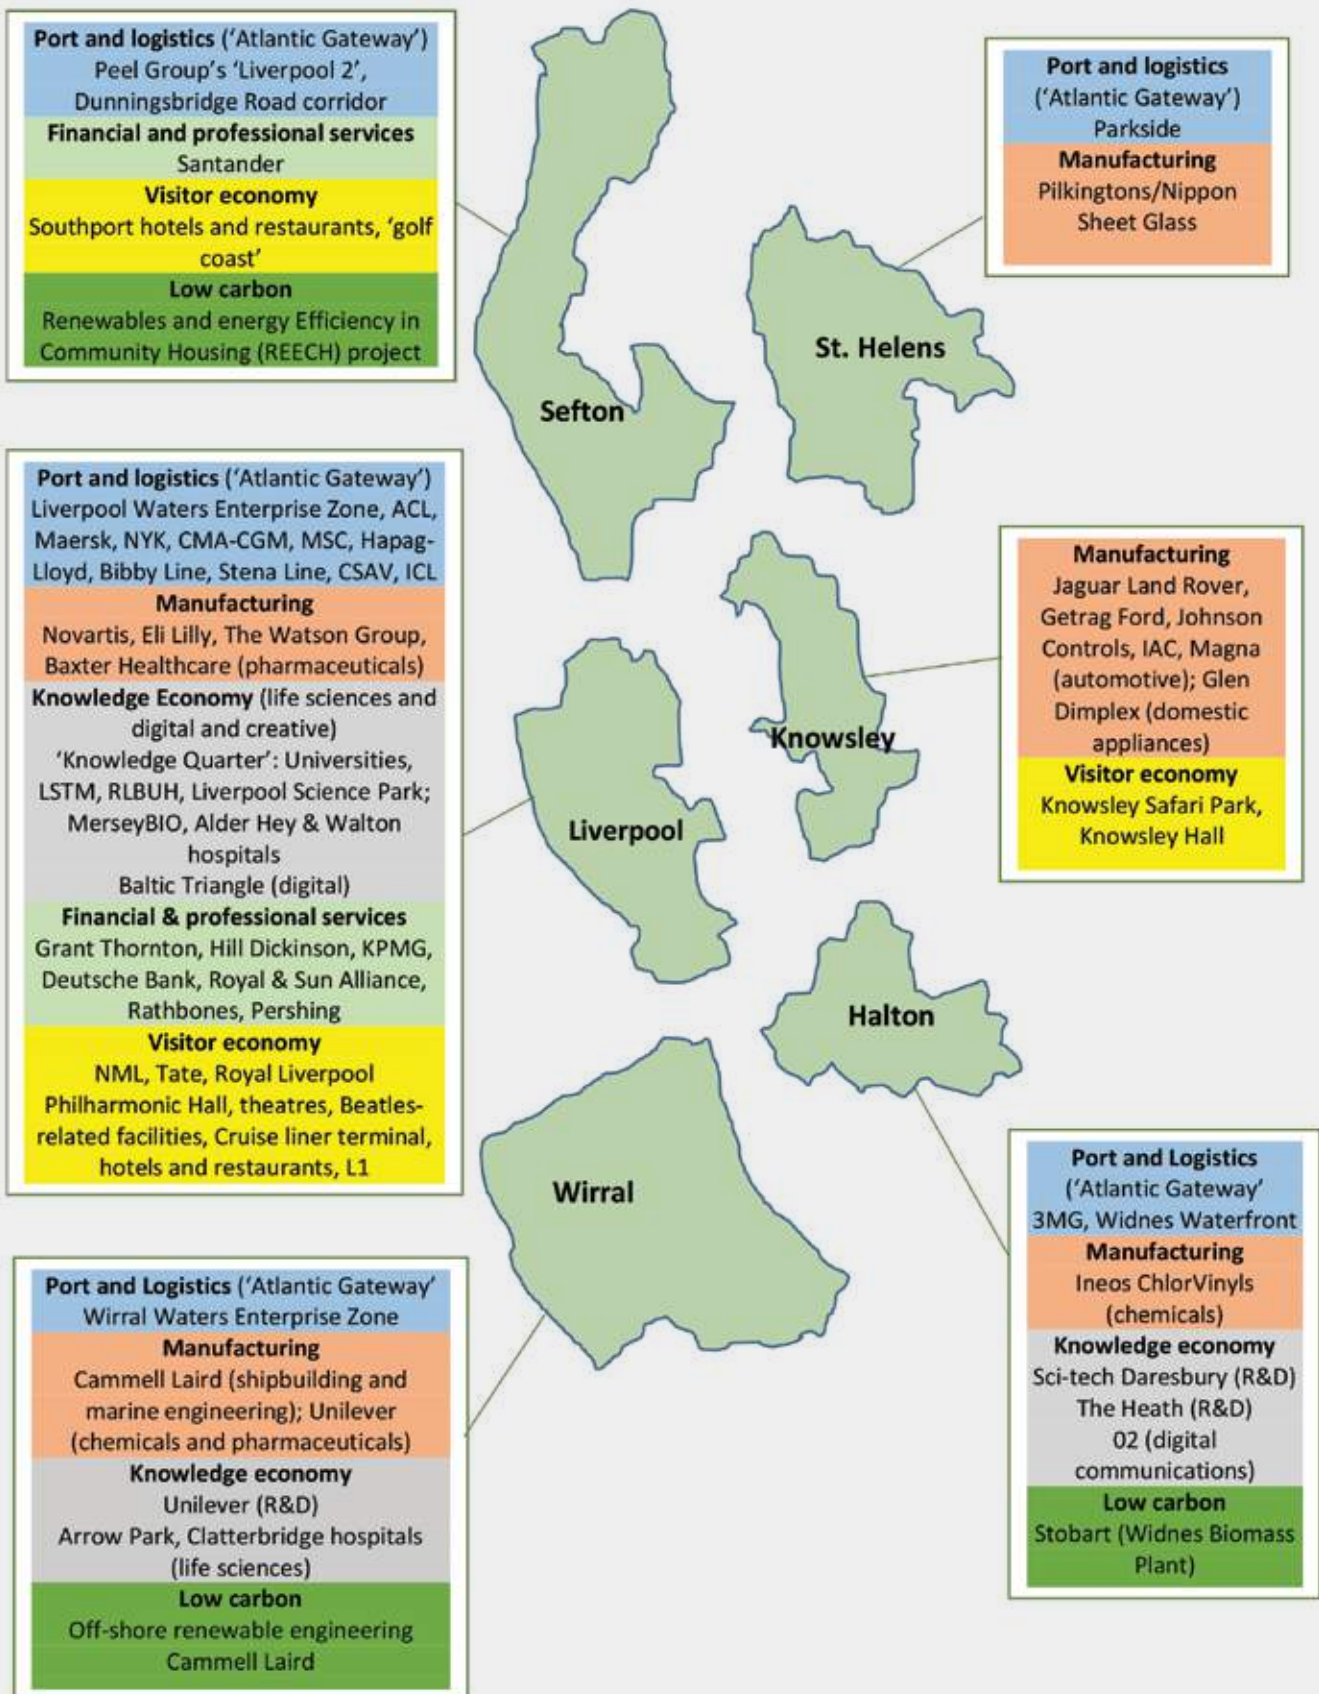 Port and logistics (‘Atlantic Gateway’)
Peel Group’s ‘Liverpool 2’,
Dunningsbridge Road corridor
Financial and professional services
Santander
Visitor economy
Southport hotels and restaurants, ‘golf
coast’
Low carbon
Renewables and energy Efficiency in
Community Housing (REECH) project
Port and logistics
(‘Atlantic Gateway’)
Parkside
Manufacturing
Pilkingtons/Nippon
Sheet Glass
St. Helens
Sefton
Port and logistics (‘Atlantic Gateway’)
Liverpool Waters Enterprise Zone, ACL,
Maersk, NYK, CMA-CGM, MSC, Hapag-
Lloyd, Bibby Line, Stena Line, CSAV, ICL
Manufacturing
Novartis, Eli Lilly, The Watson Group,
Baxter Healthcare (pharmaceuticals)
Knowledge Economy (life sciences and
digital and creative)
‘Knowledge Quarter’: Universities,
LSTM, RLBUH, Liverpool Science Park;
MerseyBIO, Alder Hey & Walton
hospitals
Baltic Triangle (digital)
Financial & professional services
Grant Thornton, Hill Dickinson, KPMG,
Deutsche Bank, Royal & Sun Alliance,
Rathbones, Pershing
Visitor economy
NML, Tate, Royal Liverpool
Philharmonic Hall, theatres, Beatles-
related facilities, Cruise liner terminal,
hotels and restaurants, L1
Manufacturing
Jaguar Land Rover,
Getrag Ford, Johnson
Controls, IAC, Magna
(automotive); Glen
Dimplex (domestic
appliances)
Visitor economy
Knowsley Safari Park,
Knowsley Hall
Knowsley
Liverpool
Halton
Wirral
Port and Logistics
(‘Atlantic Gateway’
3MG, Widnes Waterfront
Manufacturing
Ineos ChlorVinyls
(chemicals)
Knowledge economy
Sci-tech Daresbury (R&D)
The Heath (R&D)
02 (digital
communications)
Low carbon
Stobart (Widnes Biomass
Plant)
Port and Logistics (‘Atlantic Gateway’
Wirral Waters Enterprise Zone
Manufacturing
Cammell Laird (shipbuilding and
marine engineering); Unilever
(chemicals and pharmaceuticals)
Knowledge economy
Unilever (R&D)
Arrow Park, Clatterbridge hospitals
(life sciences)
Low carbon
Off-shore renewable engineering
Cammell Laird